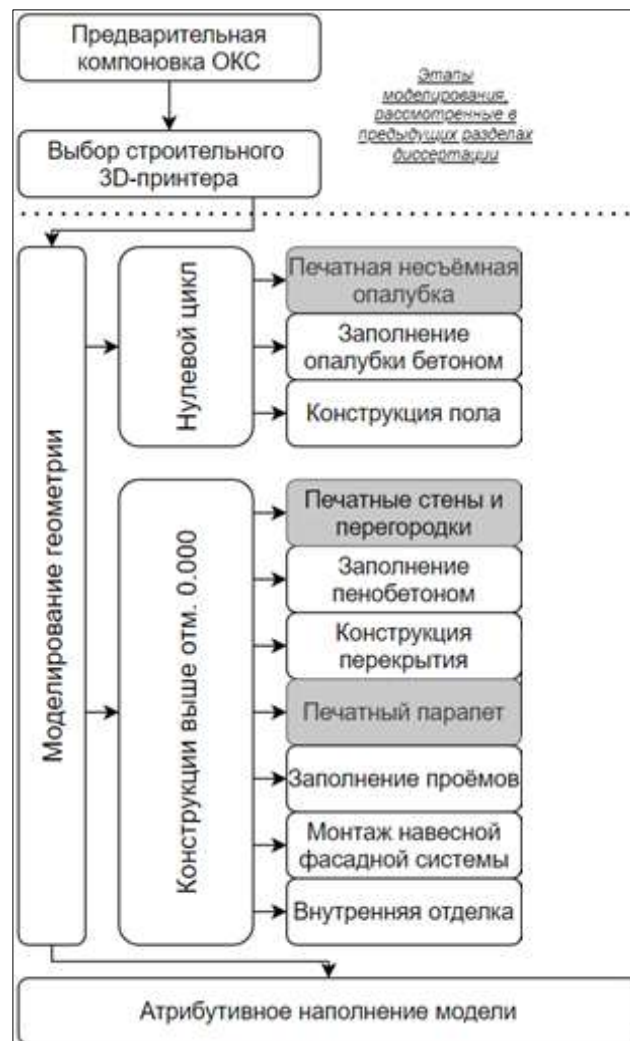 Предварительная
компоновка ОКС
Этапы
моделирования,
рассмотренные в
предыдущих разделах
диссертации
Выбор строительного
3D-принтера
Моделирование геометрии
Нулевой цикл
Печатная несъёмная
опалубка
Заполнение
опалубки бетоном
Конструкция пола
Конструкции выше отм. 0.000
Печатные стены и
перегородки
Заполнение
пенобетоном
Конструкция
перекрытия
Печатный парапет
Заполнение проёмов
Монтаж навесной
фасадной системы
Внутренняя отделка
Атрибутивное наполнение модели